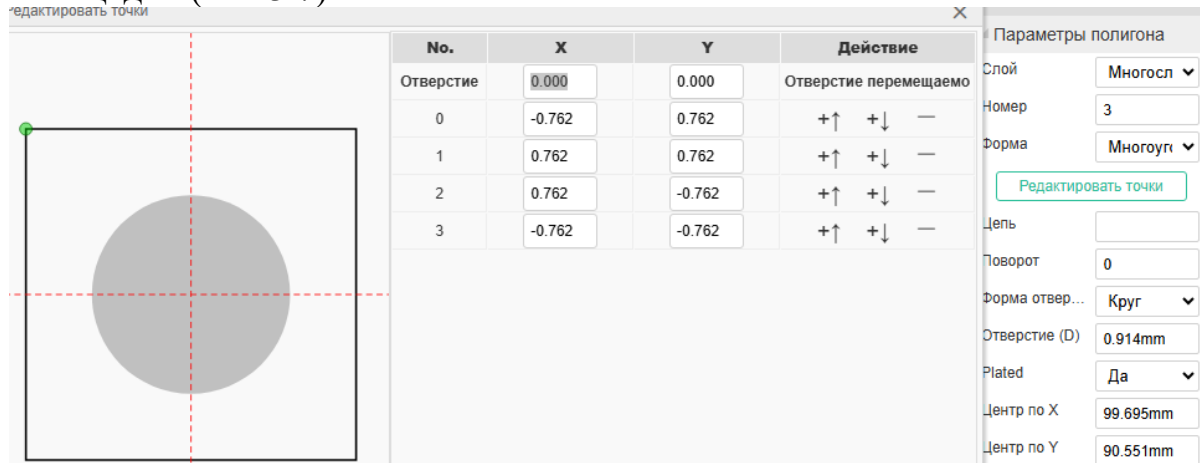 Редактировать точки
No. X Y Действие
Отверстие 0.000 0.000 Отверстие перемещаемо
0 -0.762 0.762 +↑ +↓ —
1 0.762 0.762 +↑ +↓ —
2 0.762 -0.762 +↑ +↓ —
3 -0.762 -0.762 +↑ +↓ —
Параметры полигона
Слой Многосл
Номер 3
Форма Многоуго
Редактировать точки
Цепь
Поворот 0
Форма отвер... Круг
Отверстие (D) 0.914mm
Plated Да
Центр по X 99.695mm
Центр по Y 90.551mm